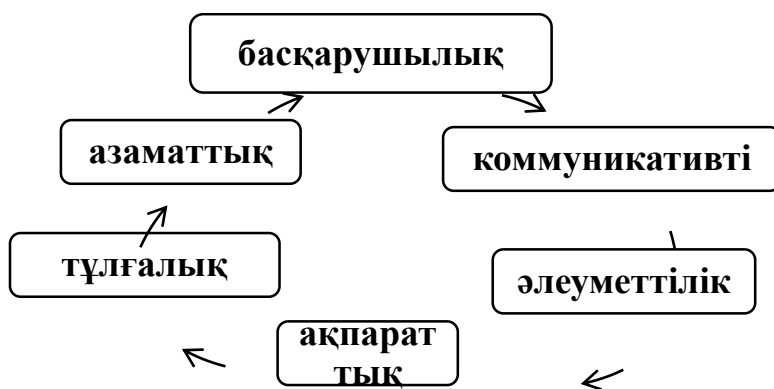 басқарушылық
азаматтық
коммуникативті
тұлғалық
әлеуметтілік
ақпарат
тық